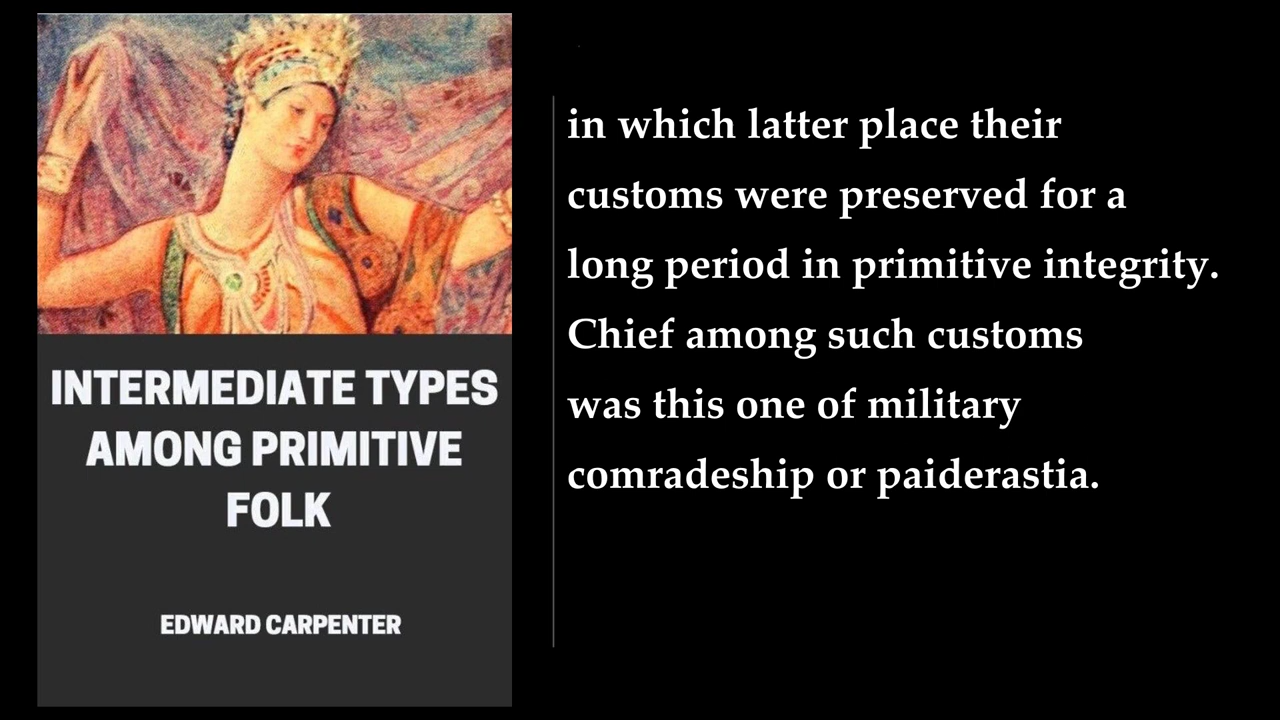 INTERMEDIATE TYPES
AMONG PRIMITIVE
FOLK
EDWARD CARPENTER
in which latter place their
customs were preserved for a
long period in primitive integrity.
Chief among such customs
was this one of military
comradeship or paiderastia.